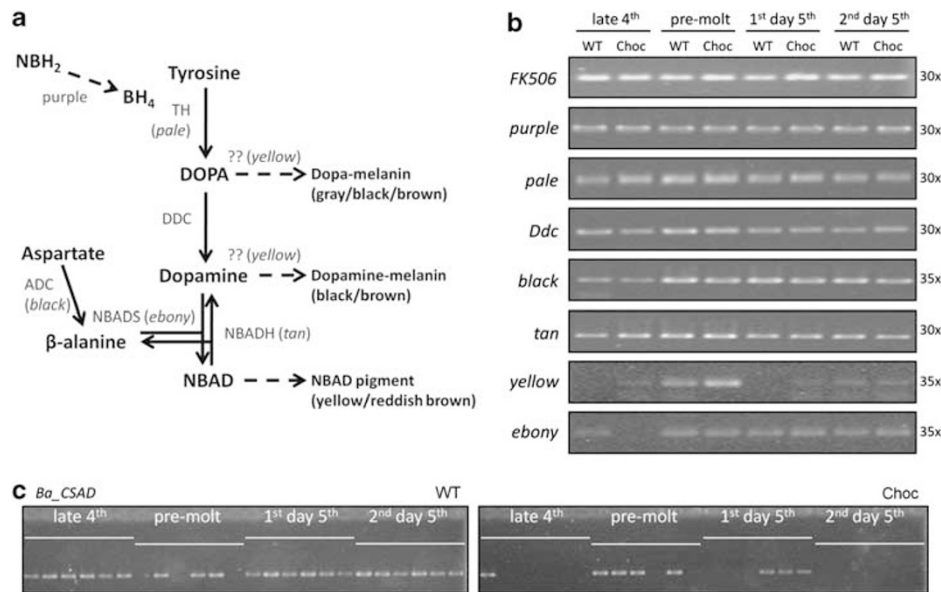 a
NBH₂
purple
BH₄
Tyrosine
TH
(pale)
?? (yellow)
DOPA
Dopa-melanin
(gray/black/brown)
DDC
?? (yellow)
Aspartate
Dopamine
Dopamine-melanin
(black/brown)
ADC
(black)
NBADS (ebony)
NBADH (tan)
β-alanine
NBAD
NBAD pigment
(yellow/reddish brown)
b
late 4ᵗʰ pre-molt 1ˢᵗ day 5ᵗʰ 2ⁿᵈ day 5ᵗʰ
WT Choc WT Choc WT Choc WT Choc
FK506 30x
purple 30x
pale 30x
Ddc 30x
black 35x
tan 30x
yellow 35x
ebony 35x
c Ba_CSAD WT Choc
late 4ᵗʰ pre-molt 1ˢᵗ day 5ᵗʰ 2ⁿᵈ day 5ᵗʰ late 4ᵗʰ pre-molt 1ˢᵗ day 5ᵗʰ 2ⁿᵈ day 5ᵗʰ